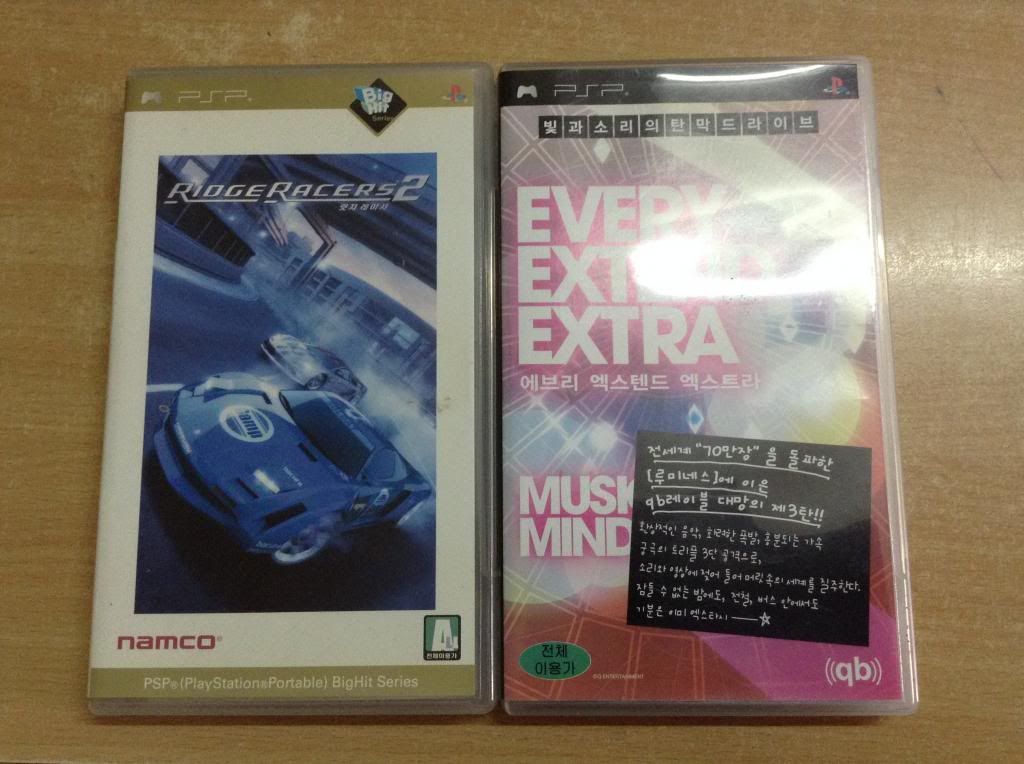 PSP
Big
Hit
Series
RIDGE RACERS 2
릿지 레이서
namco
전체이용가
PSP® (PlayStation®Portable) BigHit Series
PSP
빛과소리의탄막드라이브
EVERY
EXTEND
EXTRA
에브리 엑스텐드 엑스트라
전세계 "70만장"을 돌파한
[루미네스]에 이은
qb레이블 대망의 제3탄!!
환상적인 음악, 화려한 폭발, 흥분되는 가속
궁극의 트리플 3단 공격으로,
소리와 영상에 젖어 들어 머릿속의 세계를 질주한다.
잠들 수 없는 밤에도, 전철, 버스 안에서도
기분은 이미 엑스타시
MIND
전체
이용가
©Q ENTERTAINMENT
qb